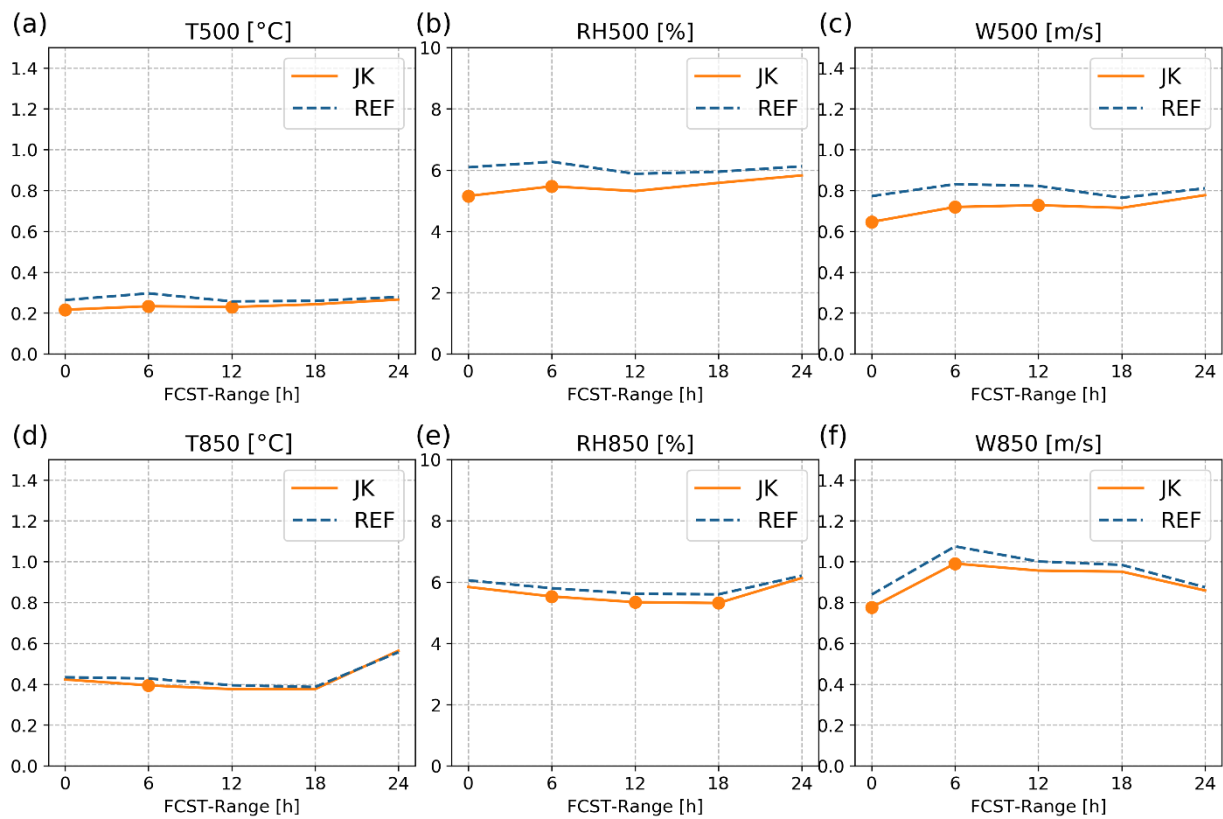 (a) T500 [°C]
1.4
1.2
1.0
0.8
0.6
0.4
0.2
0.0
JK
REF
0 6 12 18 24
FCST-Range [h]
(b) RH500 [%]
10
8
6
4
2
0
JK
REF
0 6 12 18 24
FCST-Range [h]
(c) W500 [m/s]
1.4
1.2
1.0
0.8
0.6
0.4
0.2
0.0
JK
REF
0 6 12 18 24
FCST-Range [h]
(d) T850 [°C]
1.4
1.2
1.0
0.8
0.6
0.4
0.2
0.0
JK
REF
0 6 12 18 24
FCST-Range [h]
(e) RH850 [%]
10
8
6
4
2
0
JK
REF
0 6 12 18 24
FCST-Range [h]
(f) W850 [m/s]
1.4
1.2
1.0
0.8
0.6
0.4
0.2
0.0
JK
REF
0 6 12 18 24
FCST-Range [h]